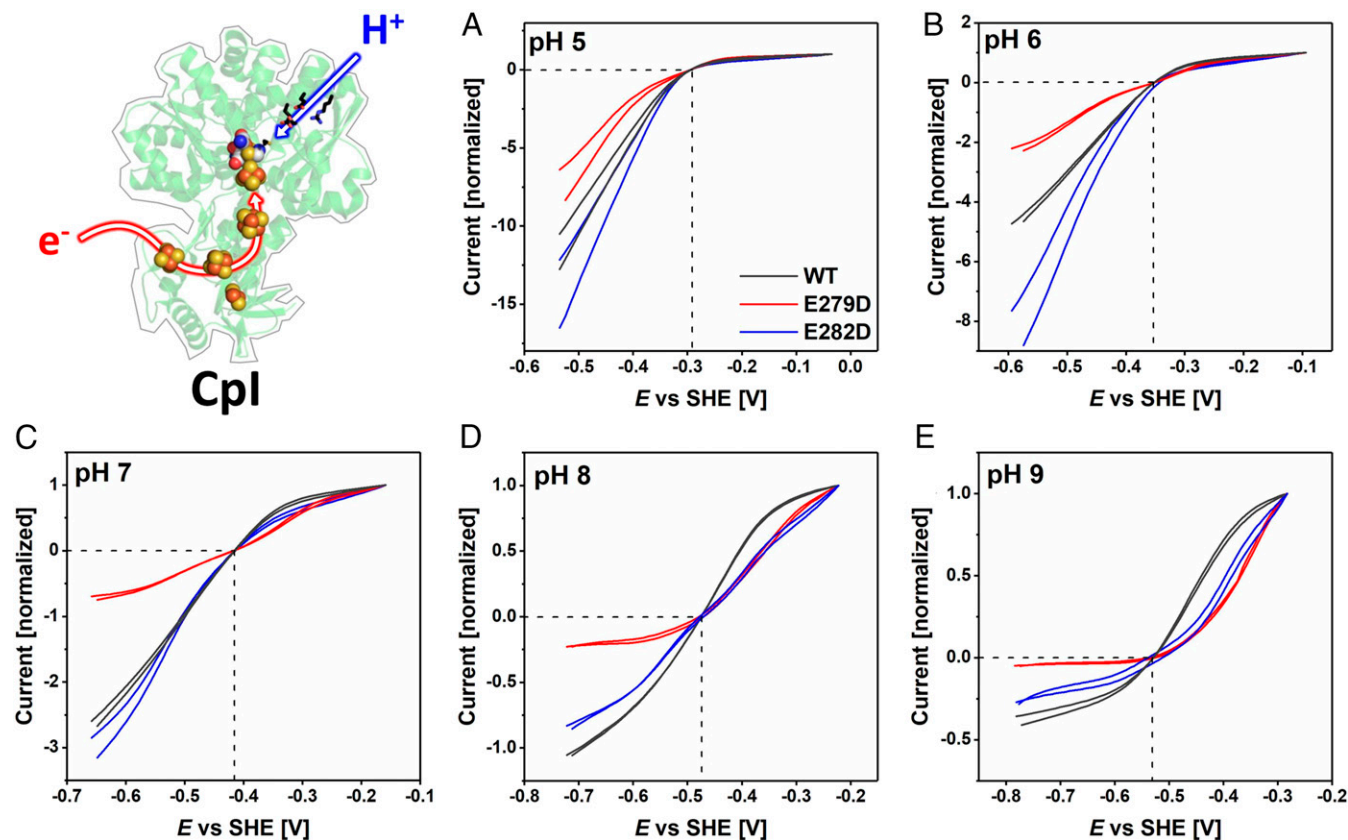 H+
e-
CpI
A
pH 5
Current [normalized]
0
-5
-10
-15
WT
E279D
E282D
-0.6 -0.5 -0.4 -0.3 -0.2 -0.1 0.0
E vs SHE [V]
B
pH 6
Current [normalized]
2
0
-2
-4
-6
-8
-0.6 -0.5 -0.4 -0.3 -0.2 -0.1
E vs SHE [V]
C
pH 7
Current [normalized]
1
0
-1
-2
-3
-0.7 -0.6 -0.5 -0.4 -0.3 -0.2 -0.1
E vs SHE [V]
D
pH 8
Current [normalized]
1.0
0.5
0.0
-0.5
-1.0
-0.8 -0.7 -0.6 -0.5 -0.4 -0.3 -0.2
E vs SHE [V]
E
pH 9
Current [normalized]
1.0
0.5
0.0
-0.5
-0.8 -0.7 -0.6 -0.5 -0.4 -0.3 -0.2
E vs SHE [V]